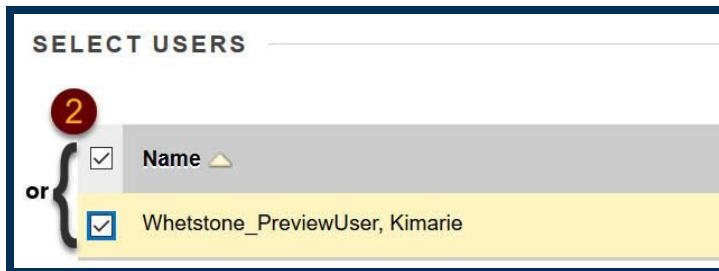 SELECT USERS
2
Name
or
Whetstone_PreviewUser, Kimarie